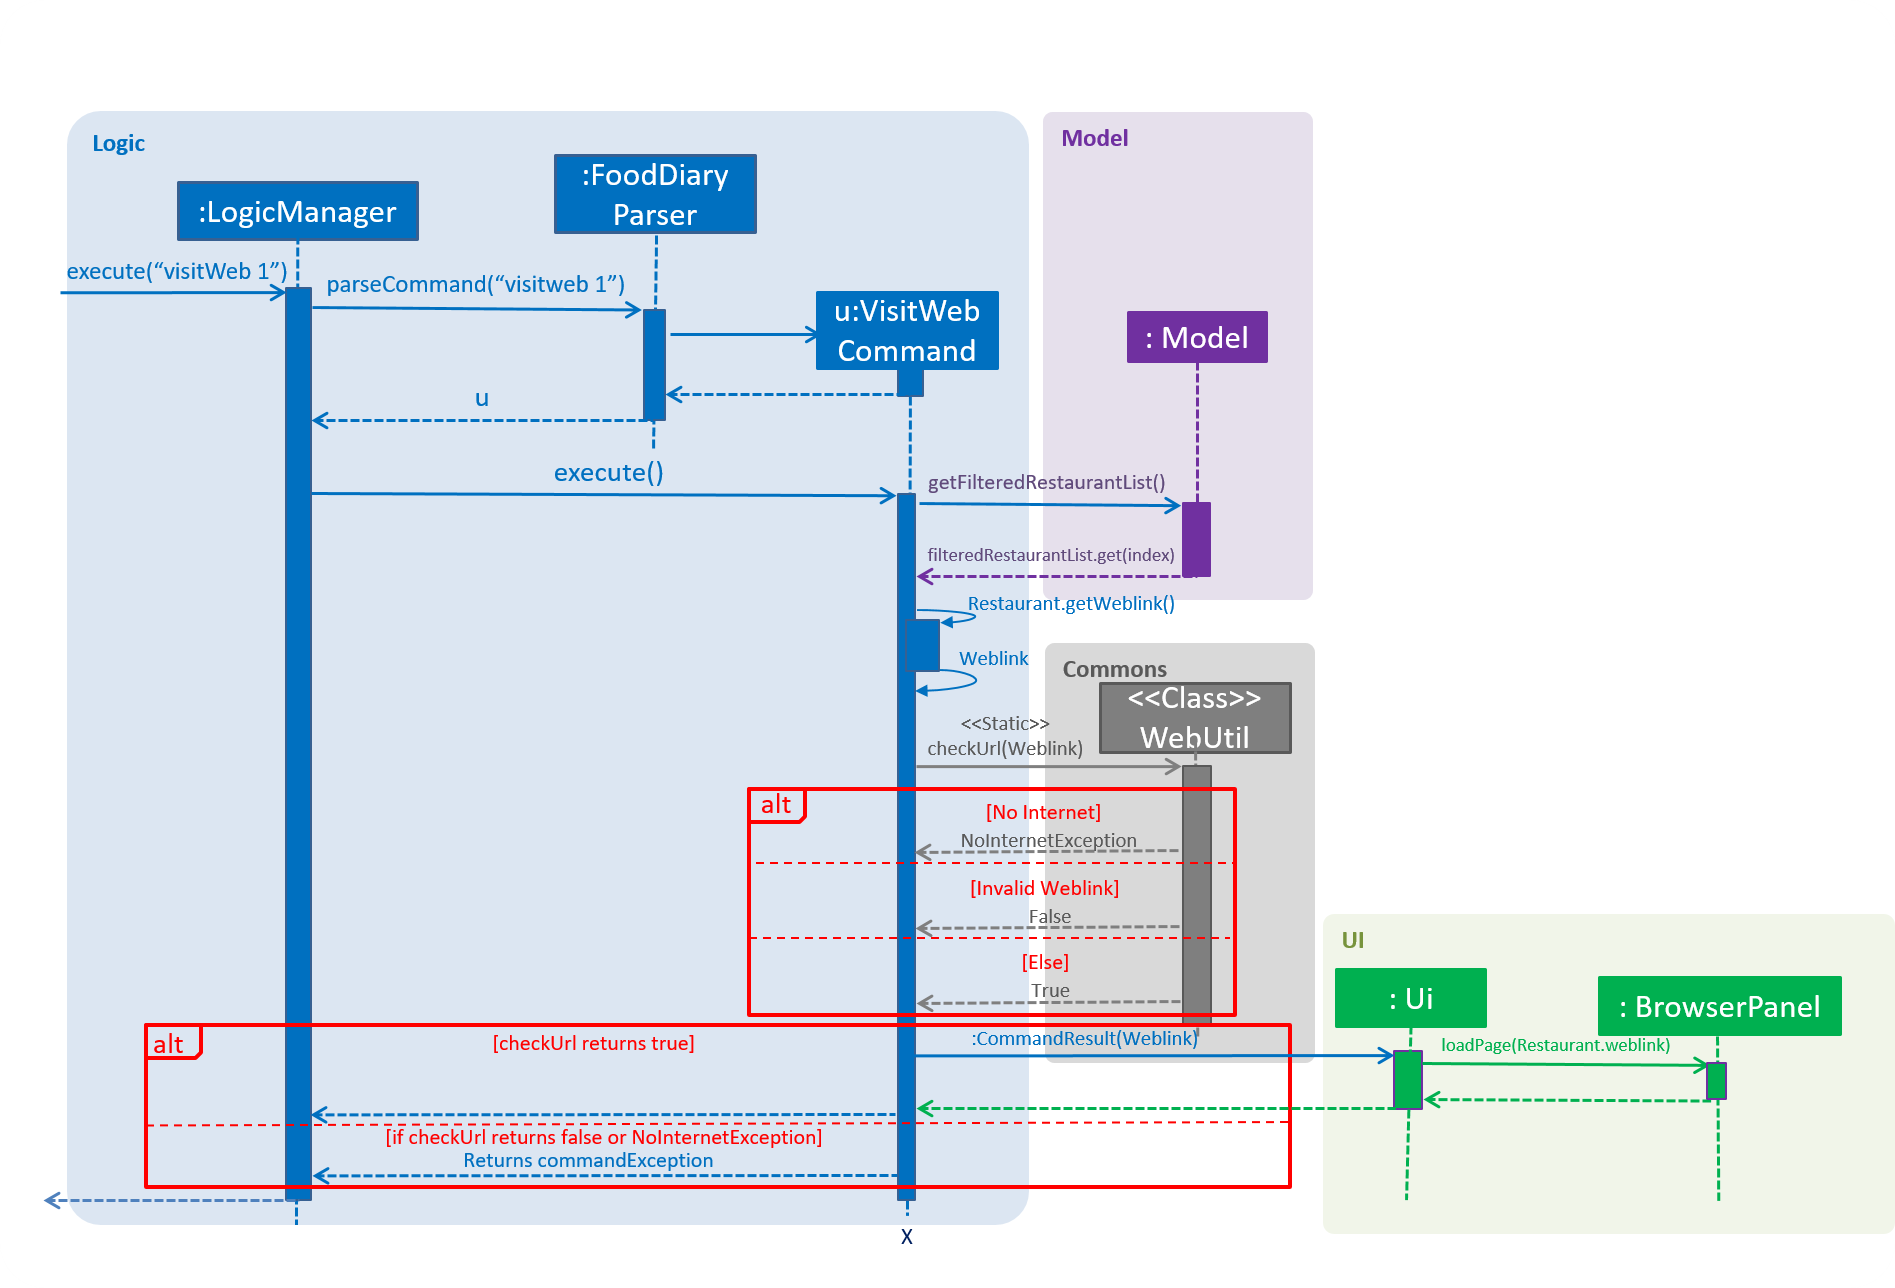 Logic
Model
:FoodDiary
Parser
:LogicManager
execute(“visitWeb 1”)
parseCommand(“visitweb 1”)
u:VisitWeb
Command
: Model
u
execute()
getFilteredRestaurantList()
filteredRestaurantList.get(index)
Restaurant.getWeblink()
Weblink
Commons
<<Class>>
WebUtil
<<Static>>
checkUrl(Weblink)
alt
[No Internet]
NoInternetException
[Invalid Weblink]
False
[Else]
True
UI
: Ui
: BrowserPanel
alt
[checkUrl returns true]
:CommandResult(Weblink)
loadPage(Restaurant.weblink)
[if checkUrl returns false or NoInternetException]
Returns commandException
X